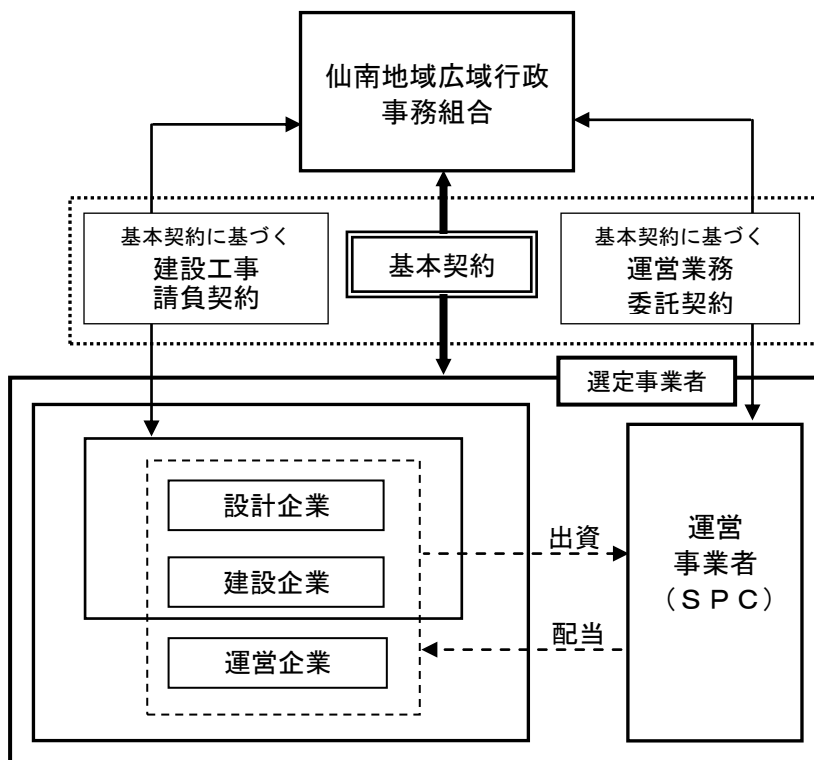 仙南地域広域行政
事務組合
基本契約に基づく
建設工事
請負契約
基本契約
基本契約に基づく
運営業務
委託契約
選定事業者
設計企業
建設企業
運営企業
出資
配当
運営
事業者
（ＳＰＣ）